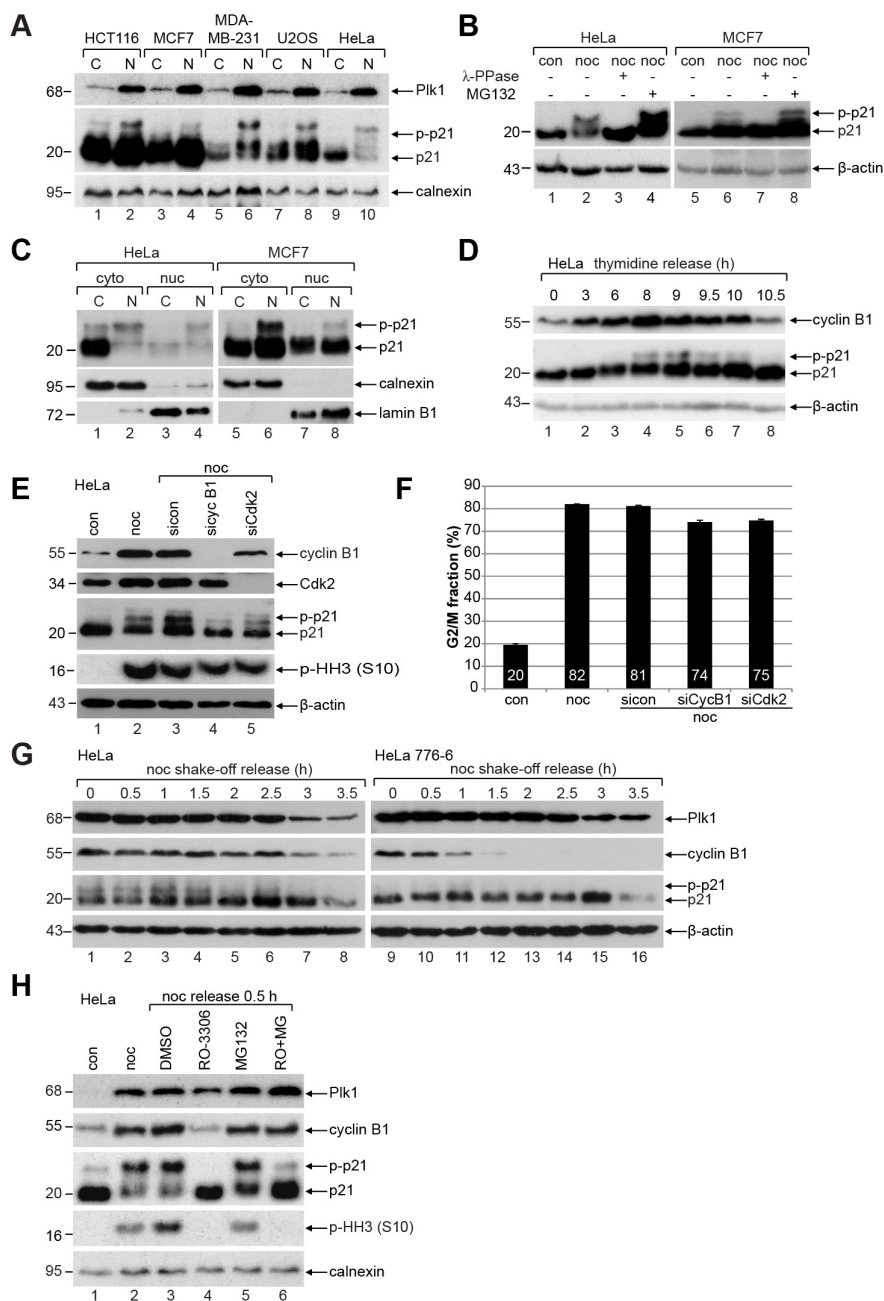 A
HCT116 MCF7 MDA-MB-231 U2OS HeLa
C N C N C N C N C N
68 Plk1
20 p-p21
p21
95 calnexin
1 2 3 4 5 6 7 8 9 10
B
HeLa MCF7
con noc noc noc con noc noc noc
λ-PPase - - + - - - + -
MG132 - - - + - - - +
p-p21
20 p21
43 β-actin
1 2 3 4 5 6 7 8
C
HeLa MCF7
cyto nuc cyto nuc
C N C N C N C N
p-p21
20 p21
95 calnexin
72 lamin B1
1 2 3 4 5 6 7 8
D
HeLa thymidine release (h)
0 3 6 8 9 9.5 10 10.5
55 cyclin B1
p-p21
20 p21
43 β-actin
1 2 3 4 5 6 7 8
E
HeLa noc
con noc sicon sicyc B1 siCdk2
55 cyclin B1
34 Cdk2
p-p21
20 p21
16 p-HH3 (S10)
43 β-actin
1 2 3 4 5
F
G2/M fraction (%)
90
80
70
60
50
40
30
20
10
0
20 82 81 74 75
con noc sicon siCycB1 siCdk2
noc
G
HeLa HeLa 776-6
noc shake-off release (h) noc shake-off release (h)
0 0.5 1 1.5 2 2.5 3 3.5 0 0.5 1 1.5 2 2.5 3 3.5
68 Plk1
55 cyclin B1
p-p21
20 p21
43 β-actin
1 2 3 4 5 6 7 8 9 10 11 12 13 14 15 16
H
HeLa noc release 0.5 h
con noc DMSO RO-3306 MG132 RO+MG
68 Plk1
55 cyclin B1
p-p21
20 p21
16 p-HH3 (S10)
95 calnexin
1 2 3 4 5 6